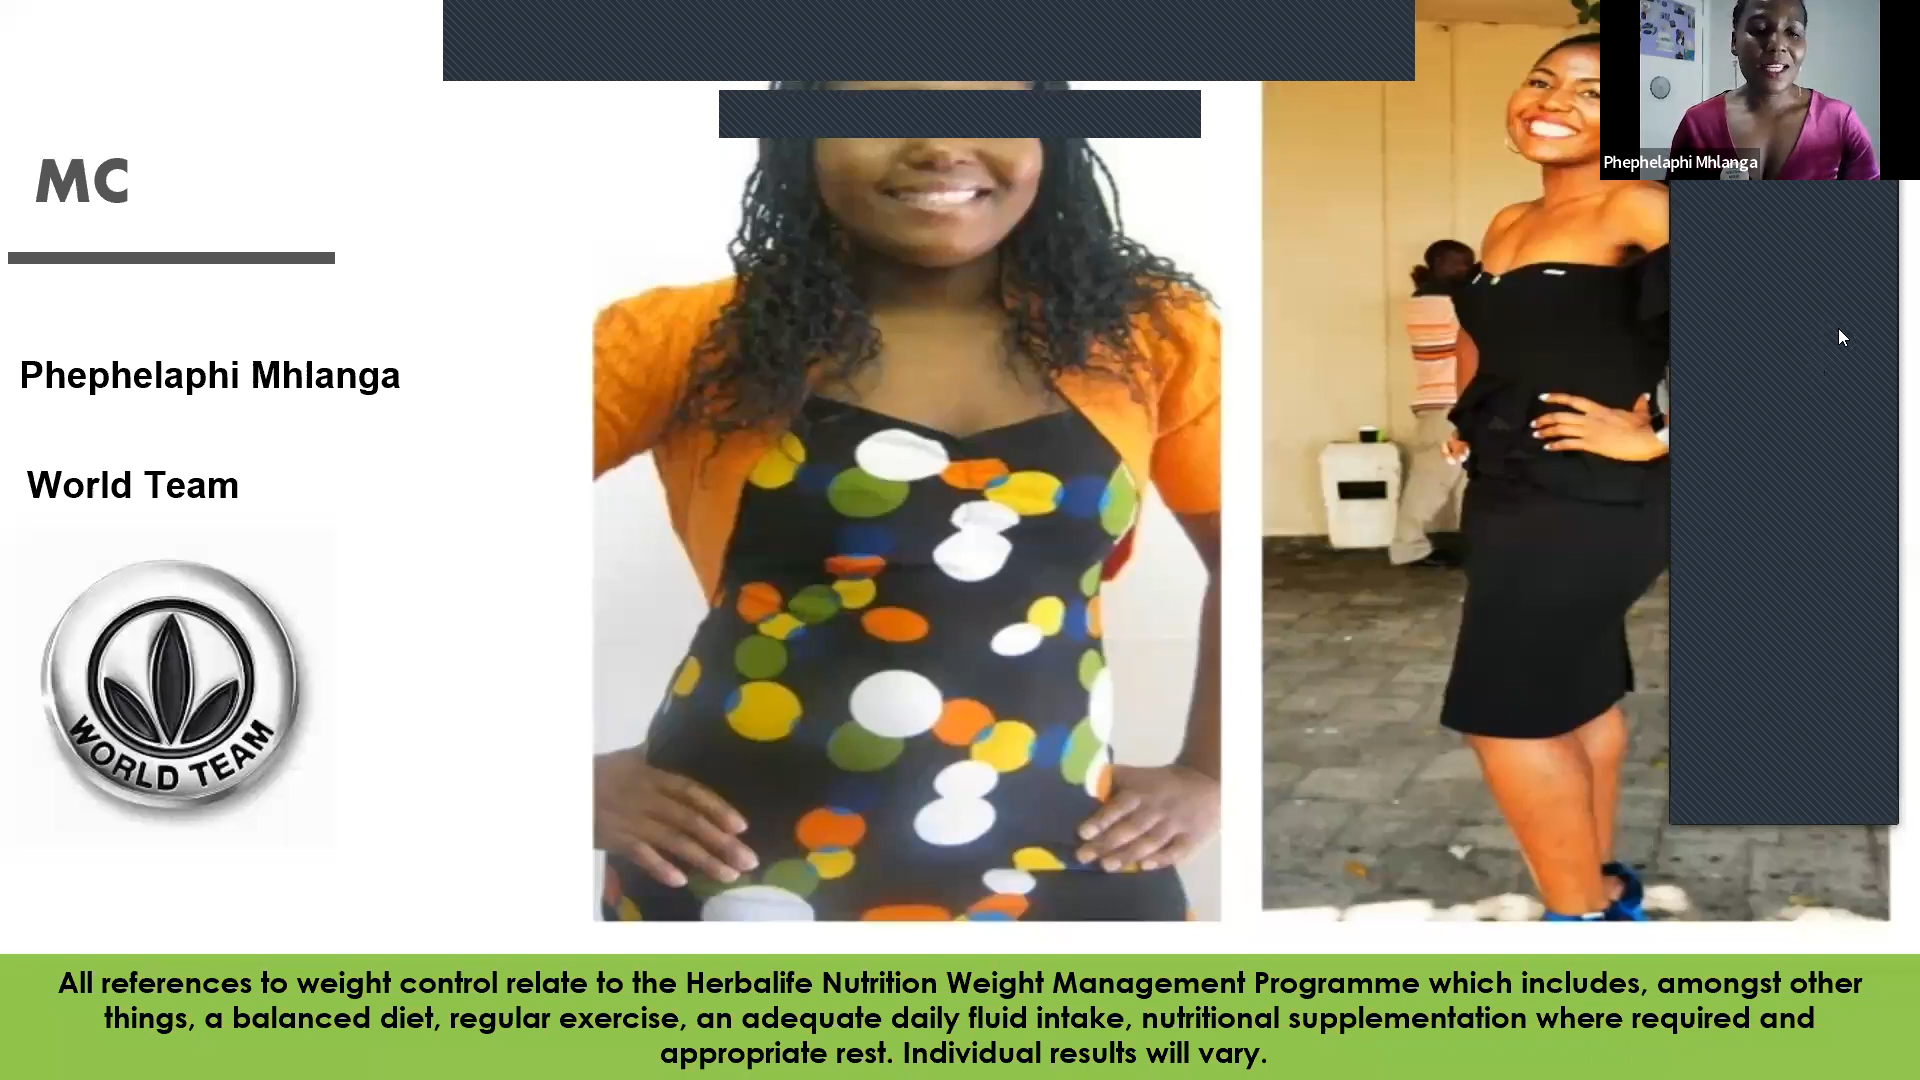 MC
Phephelaphi Mhlanga
World Team
WORLD TEAM
Phephelaphi Mhlanga
All references to weight control relate to the Herbalife Nutrition Weight Management Programme which includes, amongst other
things, a balanced diet, regular exercise, an adequate daily fluid intake, nutritional supplementation where required and
appropriate rest. Individual results will vary.